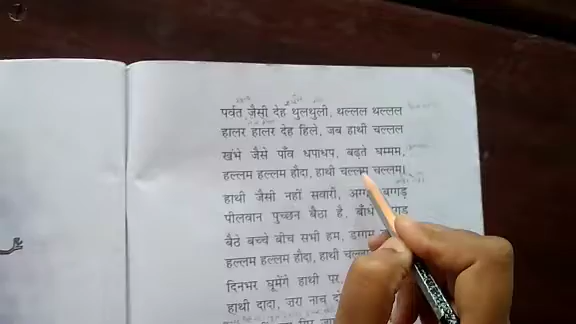 पर्वत जैसी देह थुलथुली, थल्लल थल्लल
हालर हालर देह हिले, जब हाथी चल्लल
खंभे जैसे पाँव धपाधप, बढ़ते धम्मम,
हल्लम हल्लम हौदा, हाथी चल्लम चल्लम।
हाथी जैसी नहीं सवारी,
पीलवान पुच्छन बैठा है,
बैठे बच्चे बीच सभी हम, डगम
हल्लम हल्लम हौदा, हाथी
दिनभर घूमेंगे हाथी पर,
हाथी दादा, जरा नाच